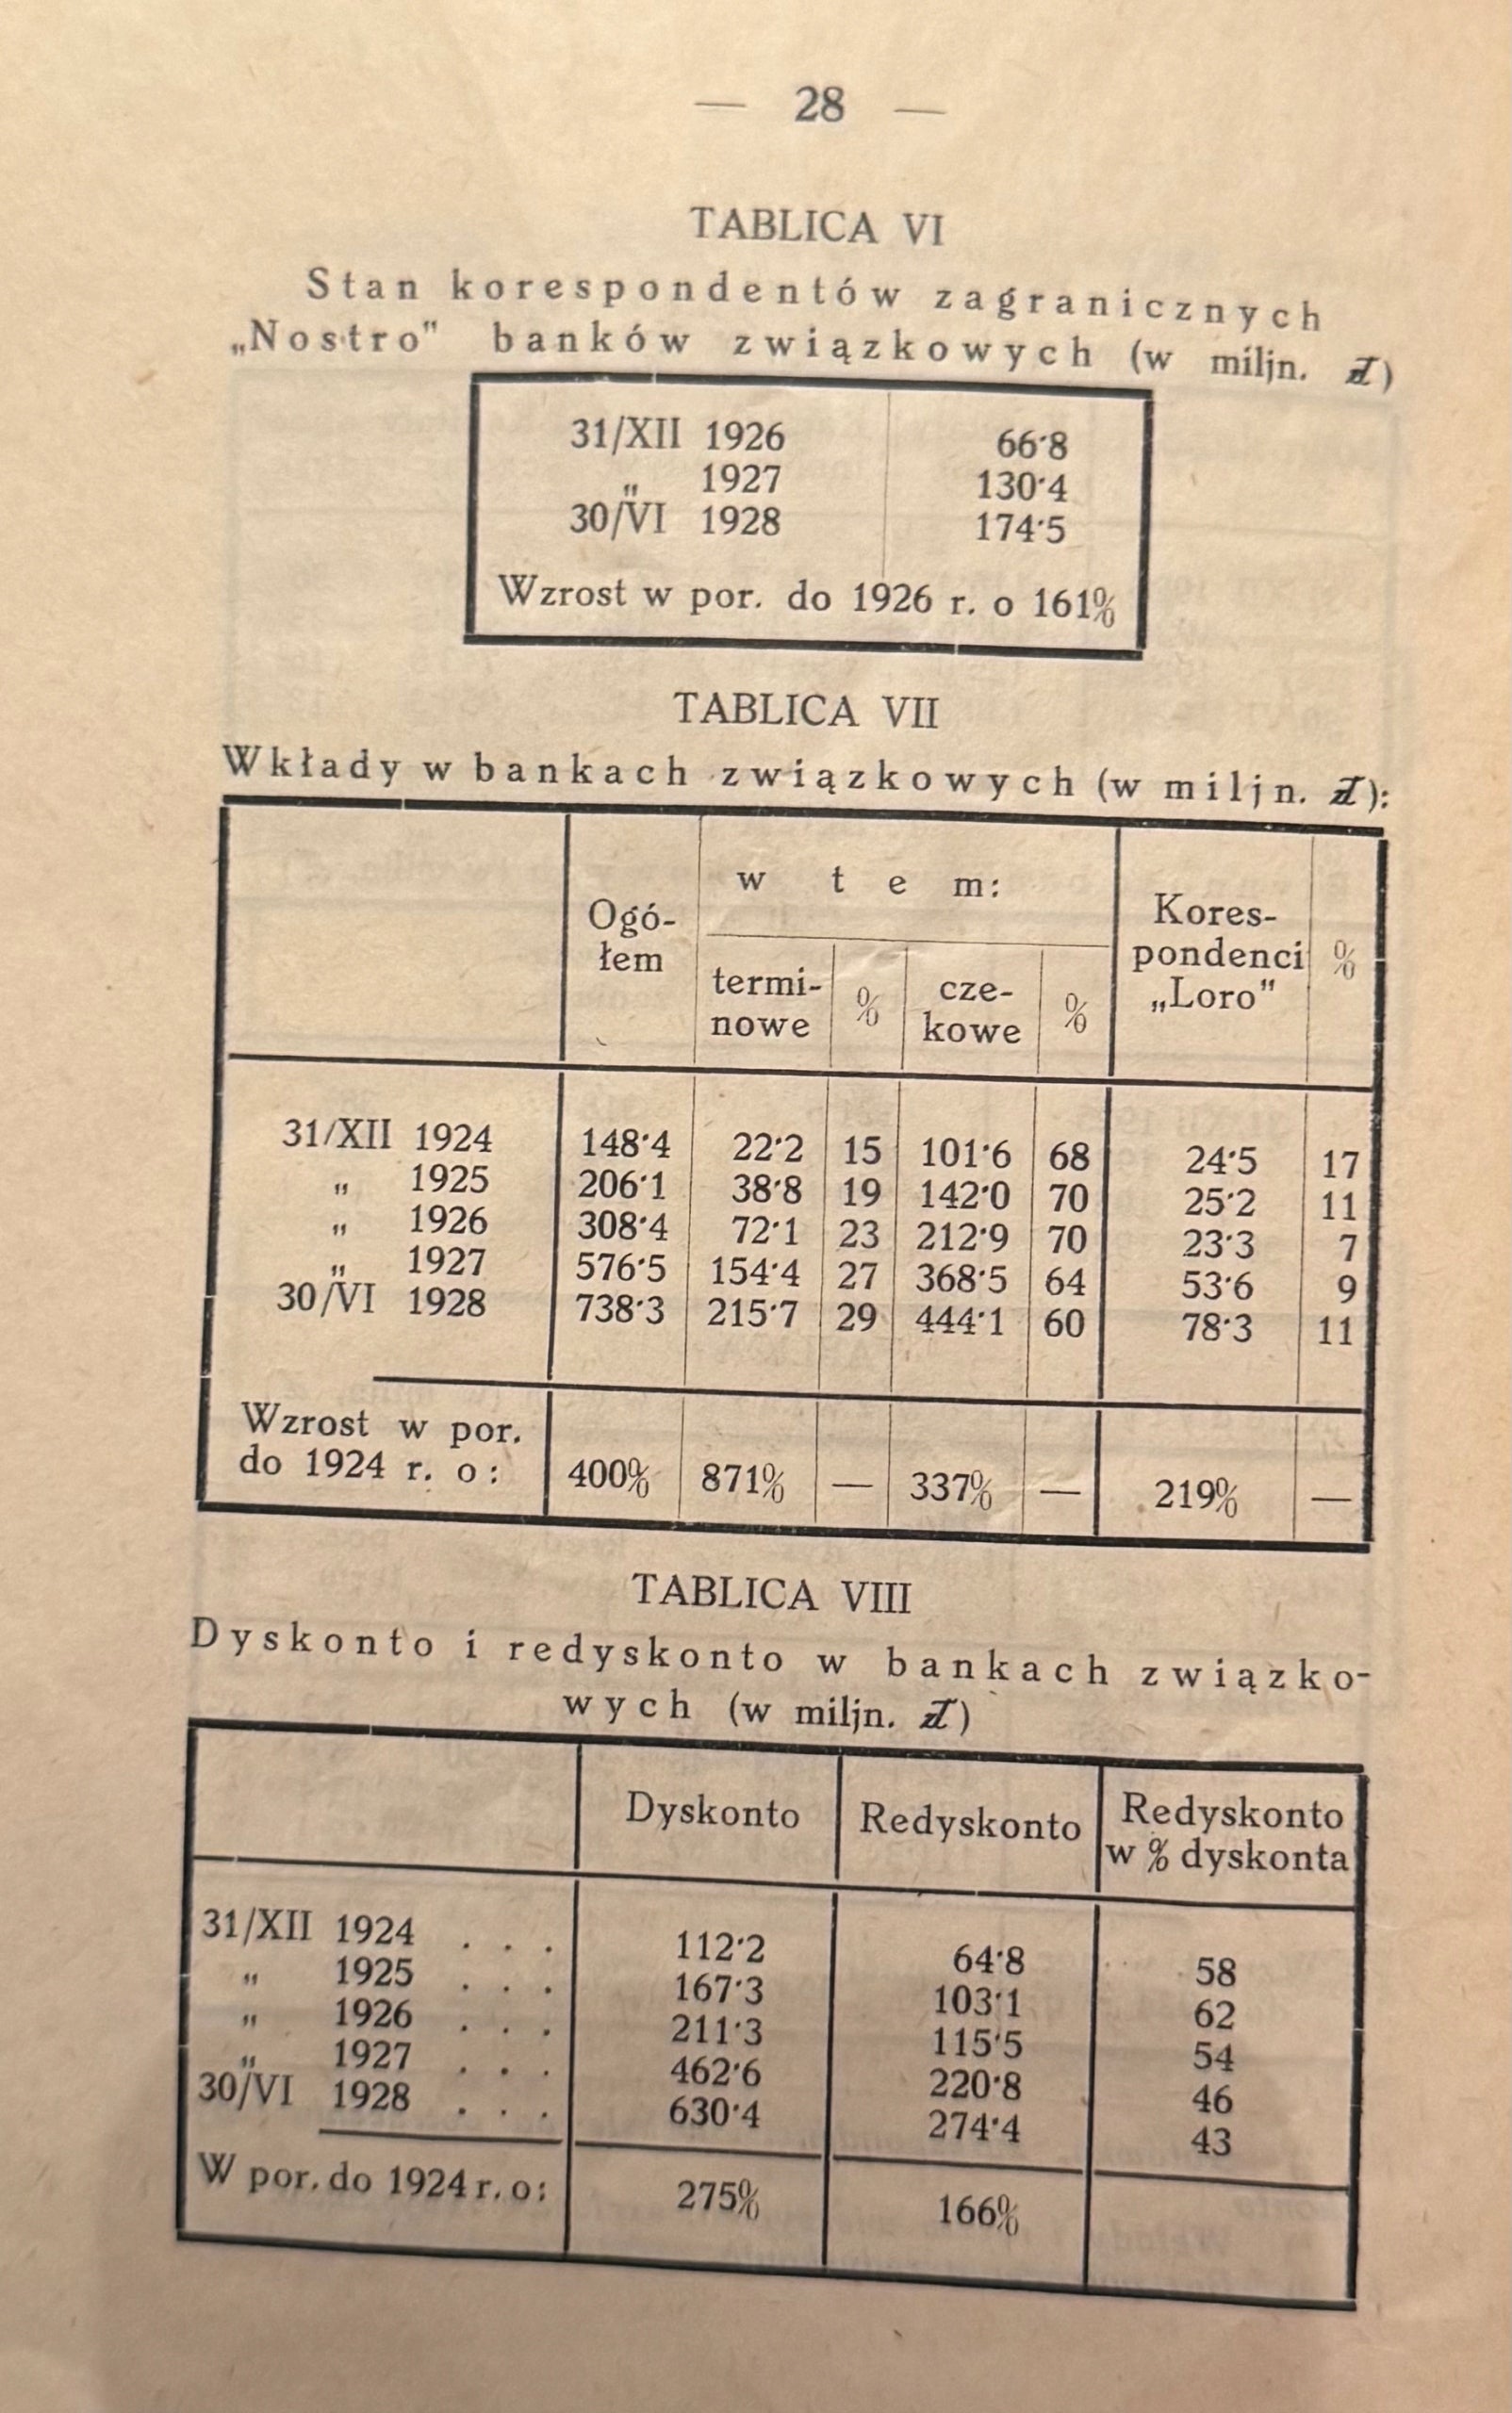 — 28 —
TABLICA VI
Stan korespondentów zagranicznych
„Nostro" banków związkowych (w miljn. zł)
31/XII 1926 66·8
„ 1927 130·4
30/VI 1928 174·5
Wzrost w por. do 1926 r. o 161%
TABLICA VII
Wkłady w bankach związkowych (w miljn. zł):
Ogó-
łem
w tem:
termi-
nowe
%
cze-
kowe
%
Kores-
pondenci
„Loro"
%
31/XII 1924 148·4 22·2 15 101·6 68 24·5 17
„ 1925 206·1 38·8 19 142·0 70 25·2 11
„ 1926 308·4 72·1 23 212·9 70 23·3 7
„ 1927 576·5 154·4 27 368·5 64 53·6 9
30/VI 1928 738·3 215·7 29 444·1 60 78·3 11
Wzrost w por.
do 1924 r. o: 400% 871% — 337% — 219% —
TABLICA VIII
Dyskonto i redyskonto w bankach związko-
wych (w miljn. zł)
Dyskonto
Redyskonto
Redyskonto
w % dyskonta
31/XII 1924 . . . 112·2 64·8 58
„ 1925 . . . 167·3 103·1 62
„ 1926 . . . 211·3 115·5 54
„ 1927 . . . 462·6 220·8 46
30/VI 1928 . . . 630·4 274·4 43
W por. do 1924 r. o: 275% 166%